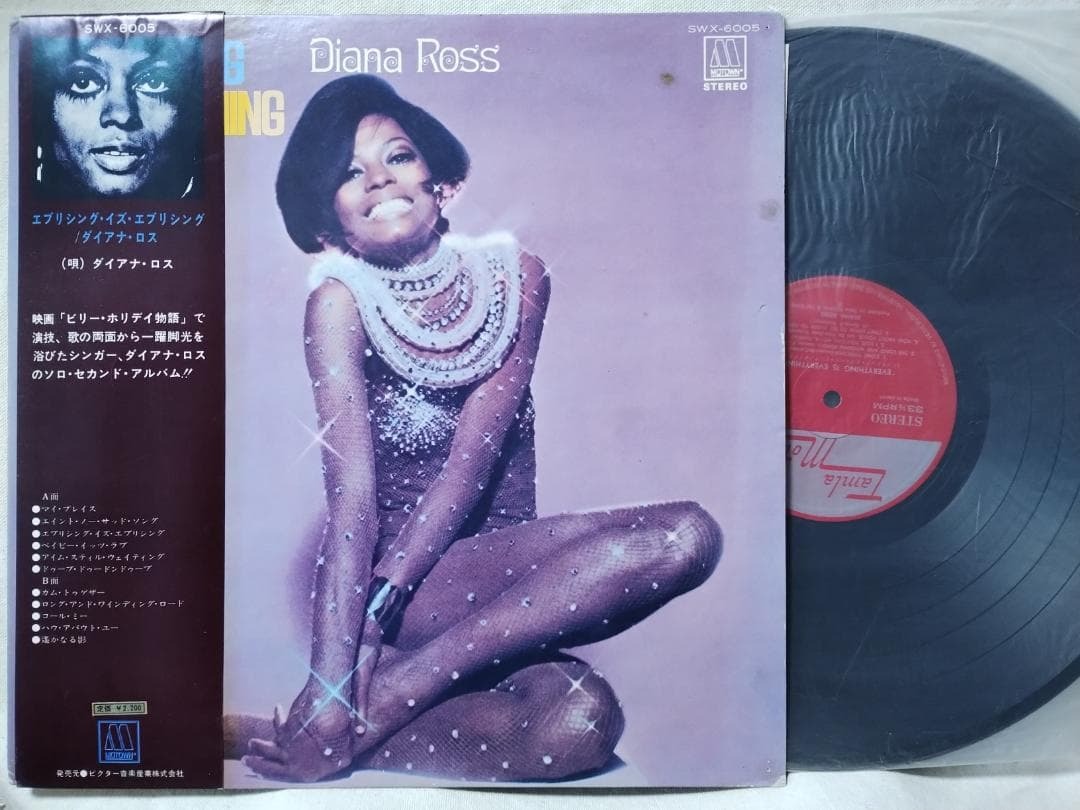 SWX-6005
エブリシング・イズ・エブリシング
/ダイアナ・ロス
(唄)ダイアナ・ロス
映画「ビリー・ホリデイ物語」で
演技、歌の両面から一躍脚光を
浴びたシンガー、ダイアナ・ロス
のソロ・セカンド・アルバム!!
A面
●マイ・プレイス
●エイント・ノー・サッド・ソング
●エブリシング・イズ・エブリシング
●ベイビー・イッツ・ラブ
●アイム・スティル・ウェイティング
●ドゥープ・ドゥードンドゥープ
B面
●カム・トゥゲザー
●ロング・アンド・ワインディング・ロード
●コール・ミー
●ハウ・アバウト・ユー
●遥かなる影
定価 ¥2,200
MOTOWN
発売元●ビクター音楽産業株式会社
G
ING
Diana Ross
SWX-6005
MOTOWN
STEREO
"EVERYTHING IS EVERYTHIN
STEREO
33⅓RPM
Tamla
Mo